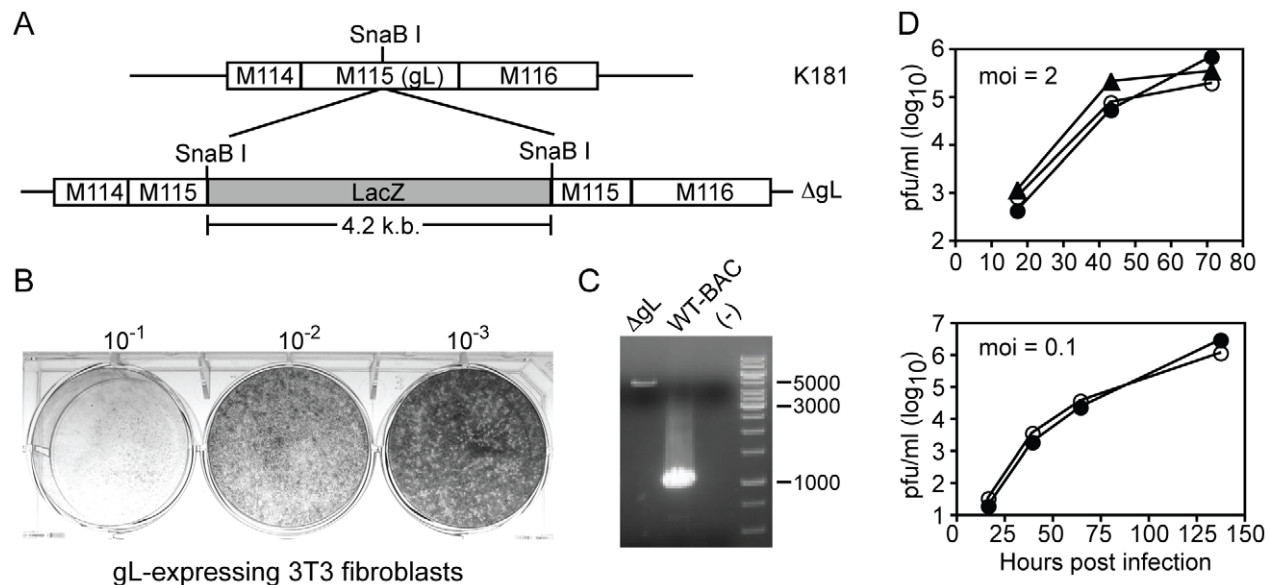 A
SnaB I
M114
M115 (gL)
M116
K181
SnaB I
SnaB I
M114
M115
LacZ
M115
M116
ΔgL
4.2 k.b.
B
10-1
10-2
10-3
gL-expressing 3T3 fibroblasts
C
ΔgL
WT-BAC
(-)
5000
3000
1000
D
pfu/ml (log10)
moi = 2
6
5
4
3
2
0 10 20 30 40 50 60 70 80
pfu/ml (log10)
moi = 0.1
7
6
5
4
3
2
1
0 25 50 75 100 125 150
Hours post infection